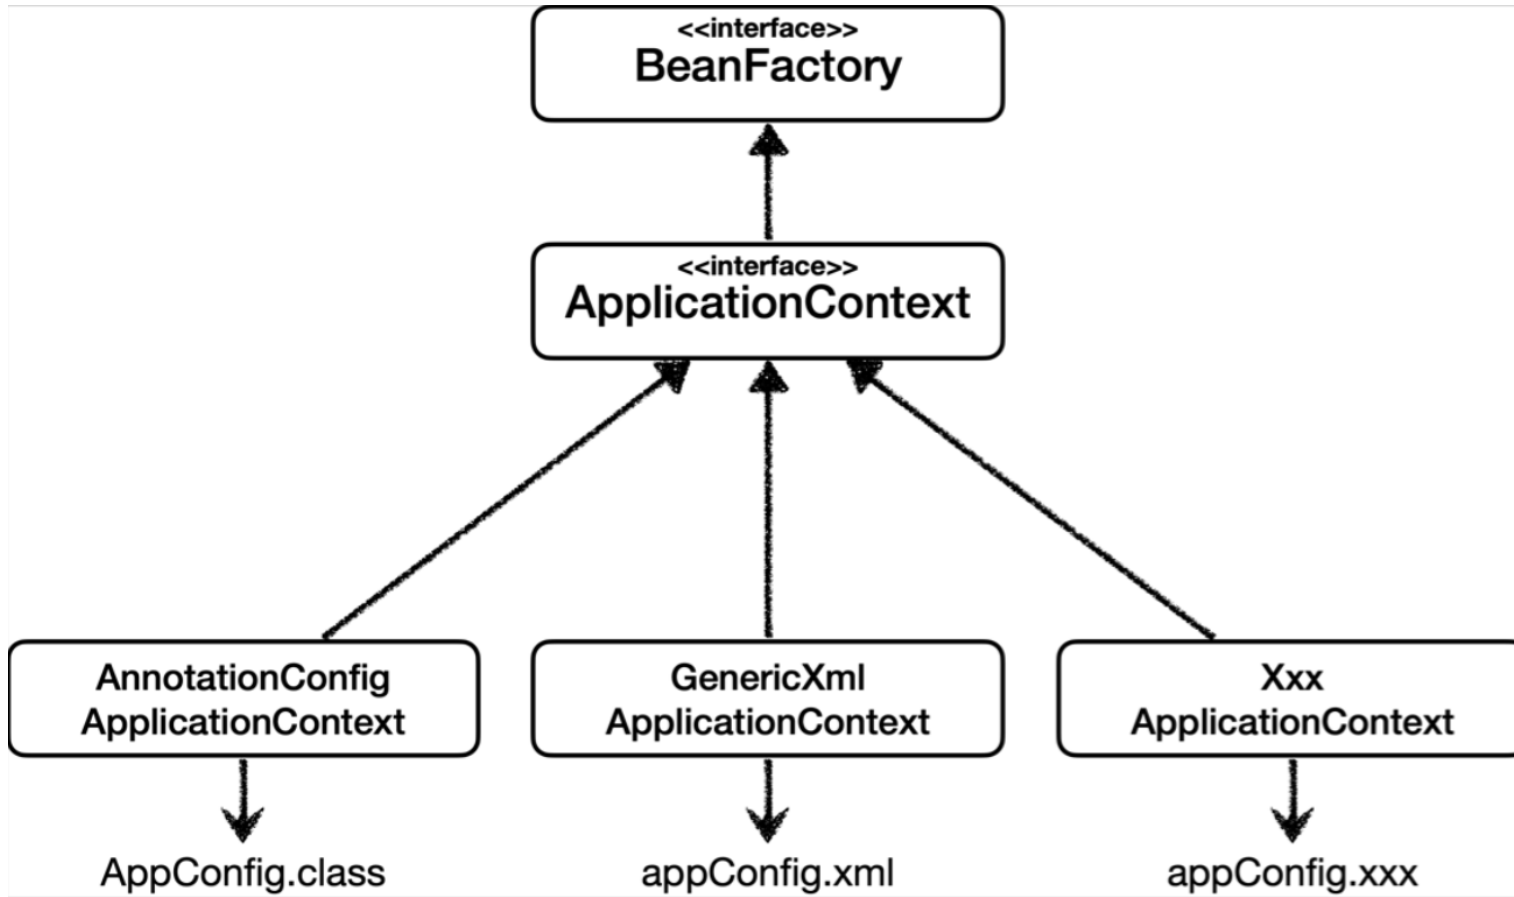 <<interface>>
BeanFactory
<<interface>>
ApplicationContext
AnnotationConfig
ApplicationContext
GenericXml
ApplicationContext
Xxx
ApplicationContext
AppConfig.class
appConfig.xml
appConfig.xxx